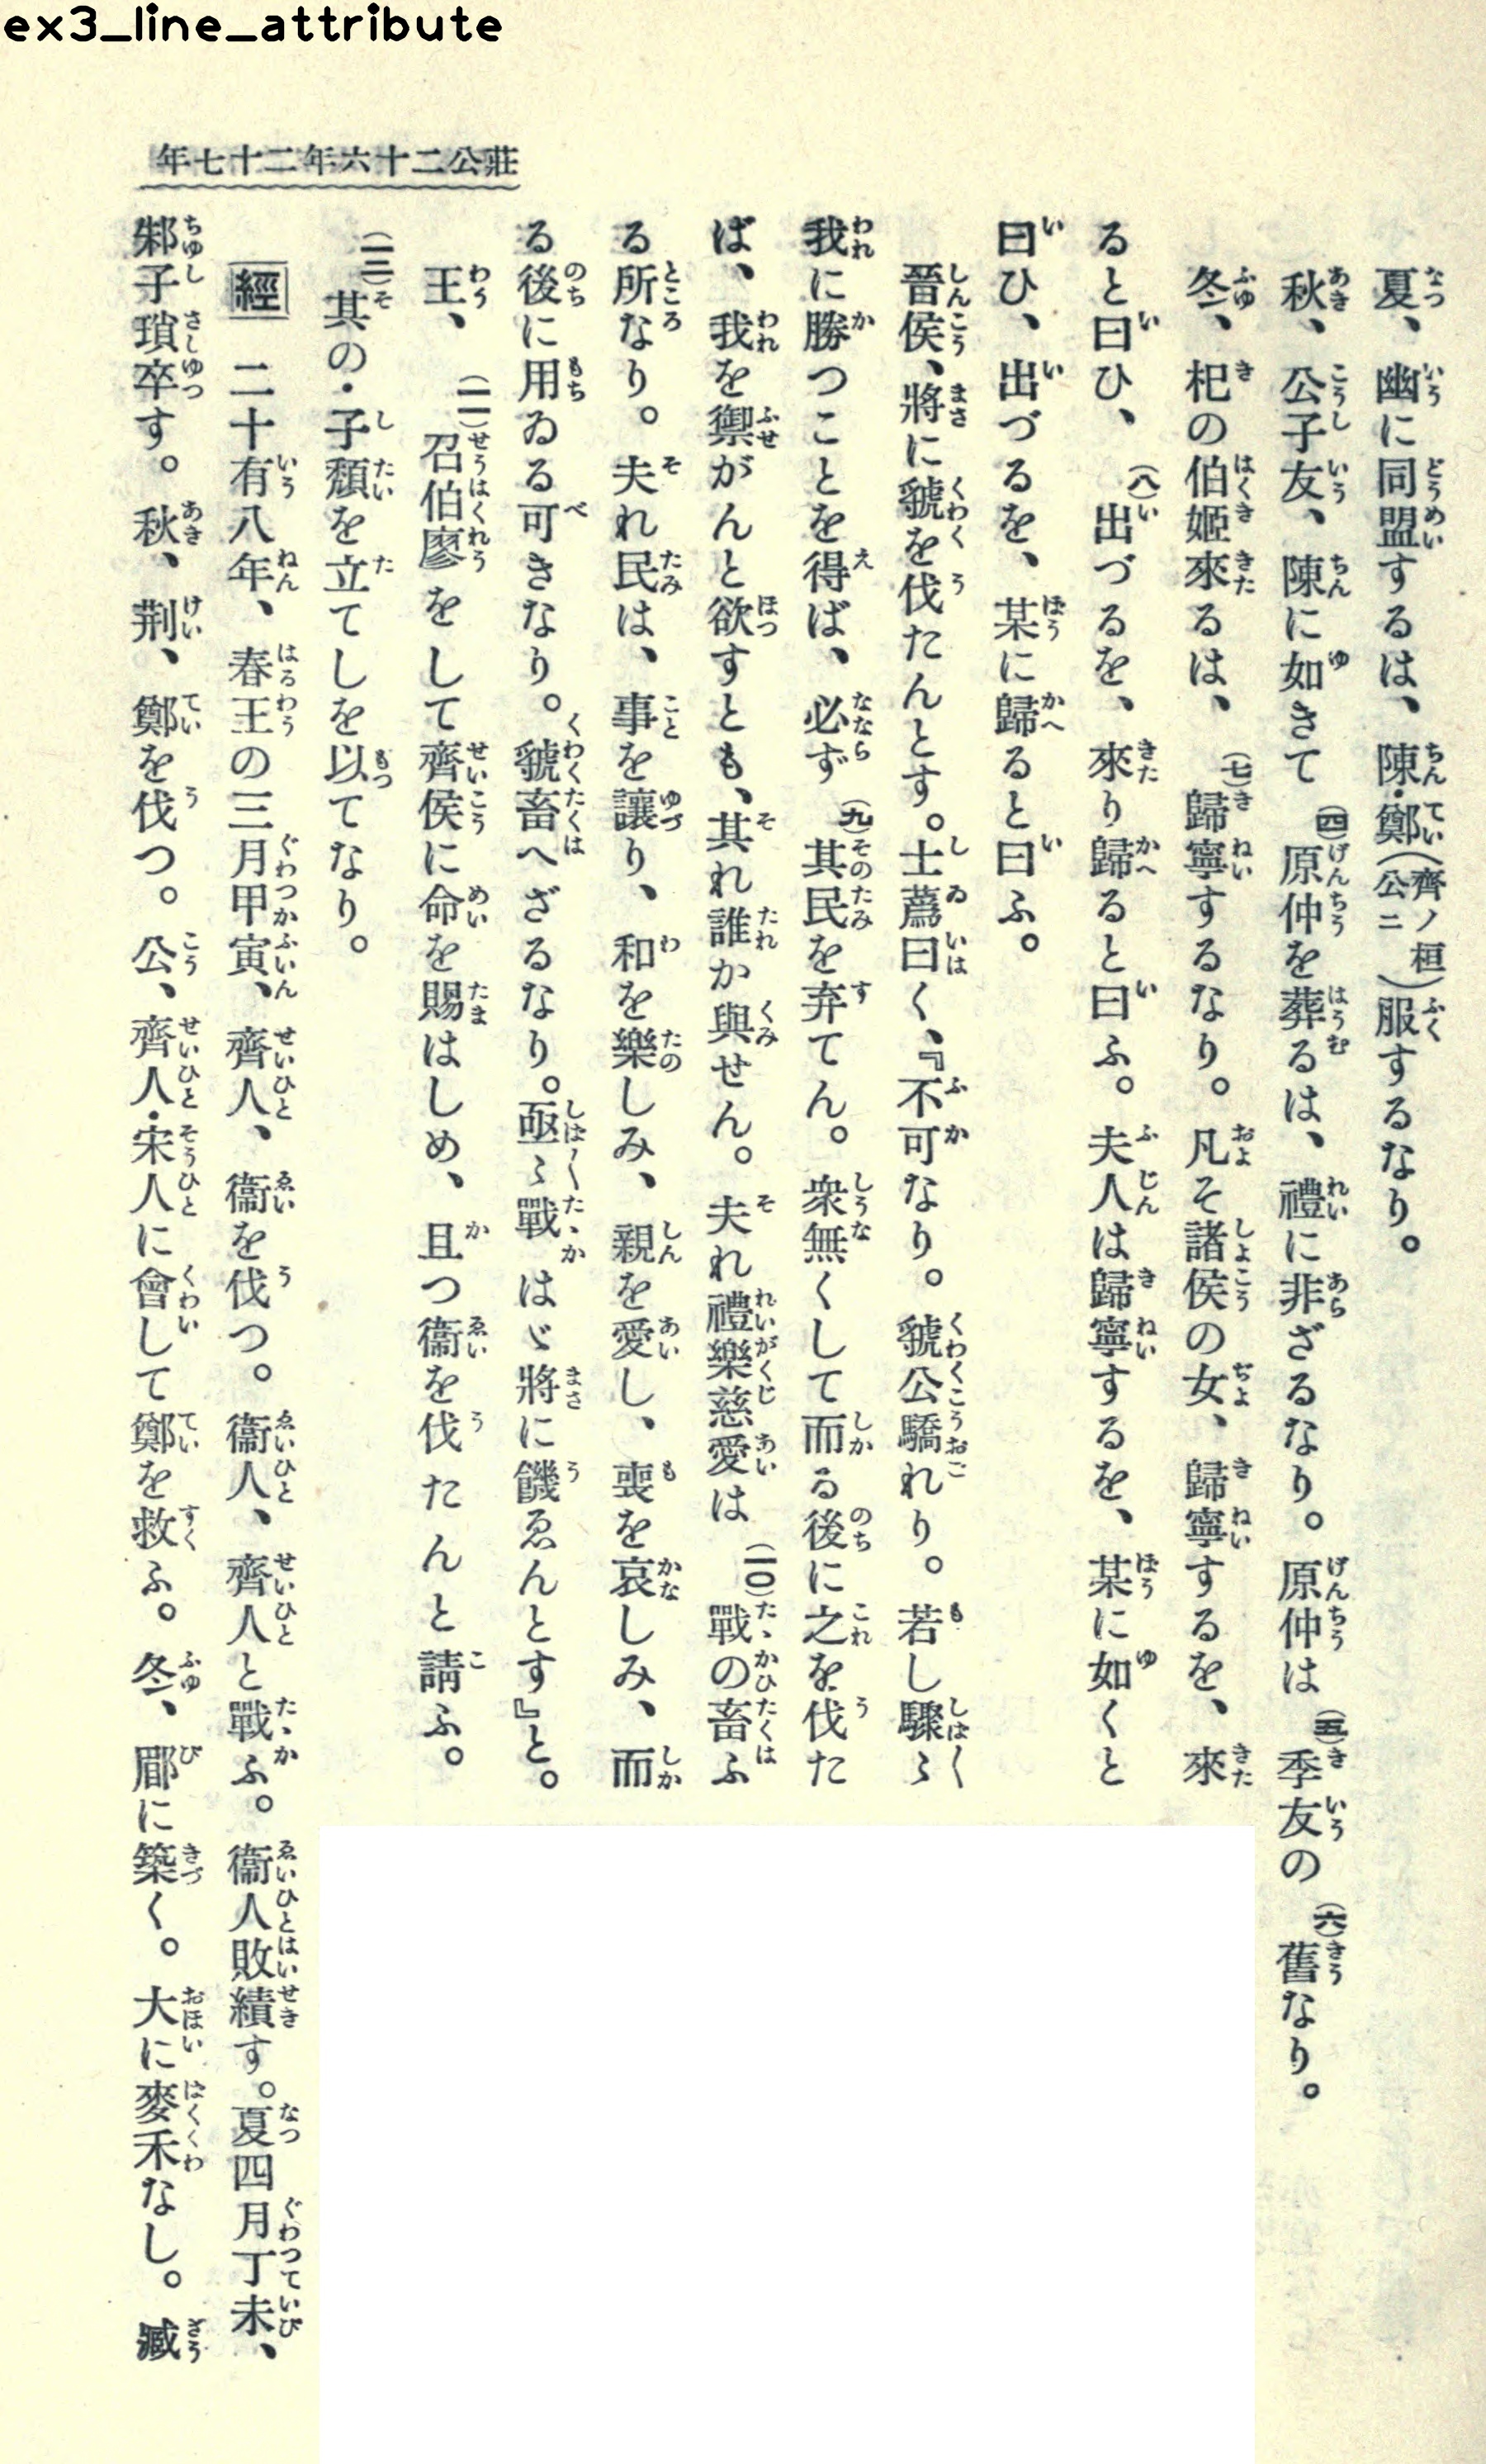 ex3_line_attribute
莊公二十六年二十七年
夏、幽に同盟するは、陳・鄭(齊ノ桓公ニ)服するなり。
秋、公子友、陳に如きて(四)原仲を葬るは、禮に非ざるなり。原仲は(五)季友の(六)舊なり。
冬、杞の伯姬來るは、(七)歸寧するなり。凡そ諸侯の女、歸寧するを、來
ると曰ひ、(八)出づるを、來り歸ると曰ふ。夫人は歸寧するを、某に如くと
曰ひ、出づるを、某に歸ると曰ふ。
晉侯、將に虢を伐たんとす。士蔿曰く、『不可なり。虢公驕れり。若し驟〻
我に勝つことを得ば、必ず(九)其民を弃てん。衆無くして而る後に之を伐た
ば、我を禦がんと欲すとも、其れ誰か與せん。夫れ禮樂慈愛は(一〇)戰の畜ふ
る所なり。夫れ民は、事を讓り、和を樂しみ、親を愛し、喪を哀しみ、而
る後に用ゐる可きなり。虢畜へざるなり。亟〻戰はゞ將に饑ゑんとす』と。
王、(一一)召伯廖をして齊侯に命を賜はしめ、且つ衞を伐たんと請ふ。
(一二)其の・子頹を立てしを以てなり。
經 二十有八年、春王の三月甲寅、齊人、衞を伐つ。衞人、齊人と戰ふ。衞人敗績す。夏四月丁未、
邾子瑣卒す。秋、荆、鄭を伐つ。公、齊人・宋人に會して鄭を救ふ。冬、郿に築く。大に麥禾なし。臧